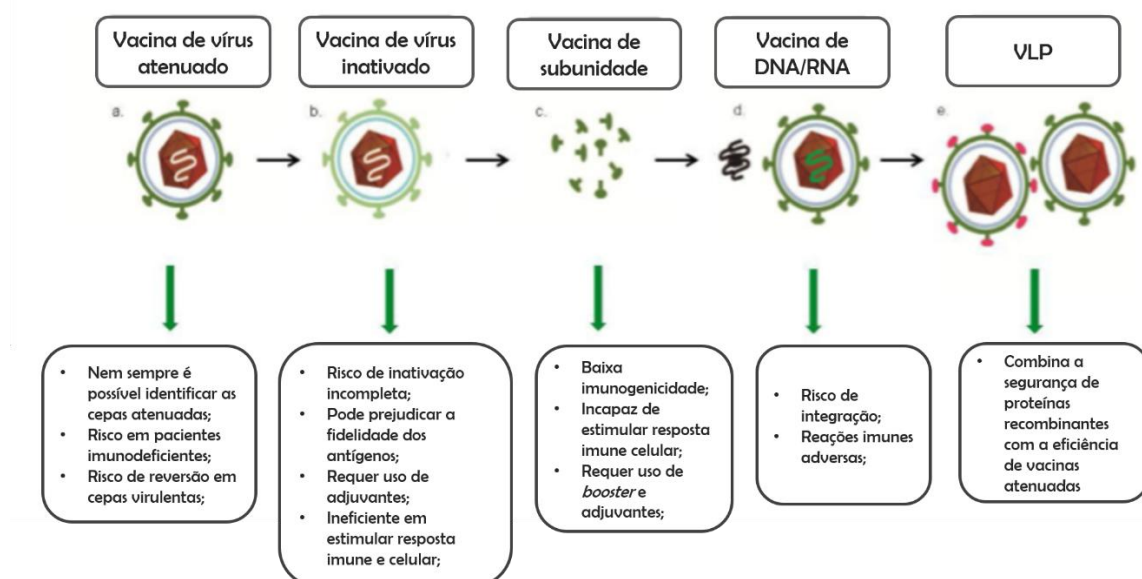 Vacina de vírus
atenuado
Vacina de vírus
inativado
Vacina de
subunidade
Vacina de
DNA/RNA
VLP
a.
b.
c.
d.
e.
• Nem sempre é
possível identificar as
cepas atenuadas;
• Risco em pacientes
imunodeficientes;
• Risco de reversão em
cepas virulentas;
• Risco de inativação
incompleta;
• Pode prejudicar a
fidelidade dos
antígenos;
• Requer uso de
adjuvantes;
• Ineficiente em
estimular resposta
imune e celular;
• Baixa
imunogenicidade;
• Incapaz de
estimular resposta
imune celular;
• Requer uso de
booster e
adjuvantes;
• Risco de
integração;
• Reações imunes
adversas;
• Combina a
segurança de
proteínas
recombinantes
com a eficiência
de vacinas
atenuadas